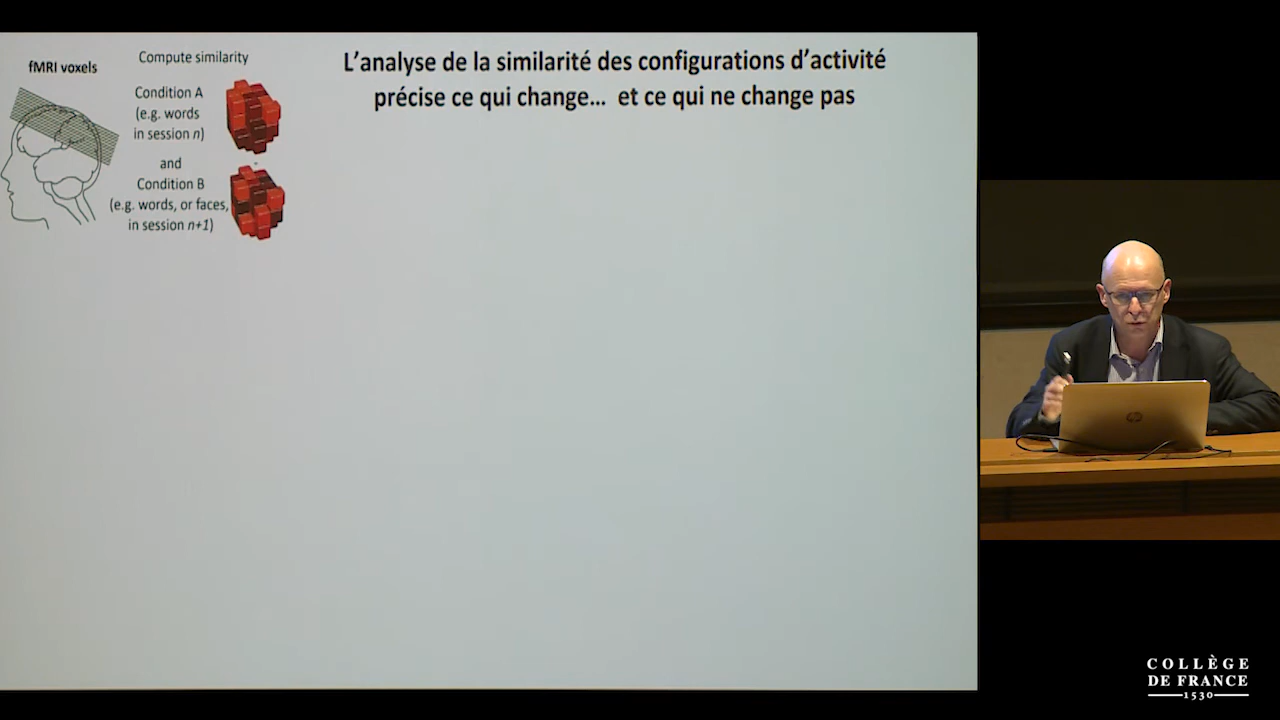 L'analyse de la similarité des configurations d'activité
précise ce qui change... et ce qui ne change pas
fMRI voxels
Compute similarity
Condition A
(e.g. words
in session n)
and
Condition B
(e.g. words, or faces,
in session n+1)
hp
COLLÈGE
DE FRANCE
1530